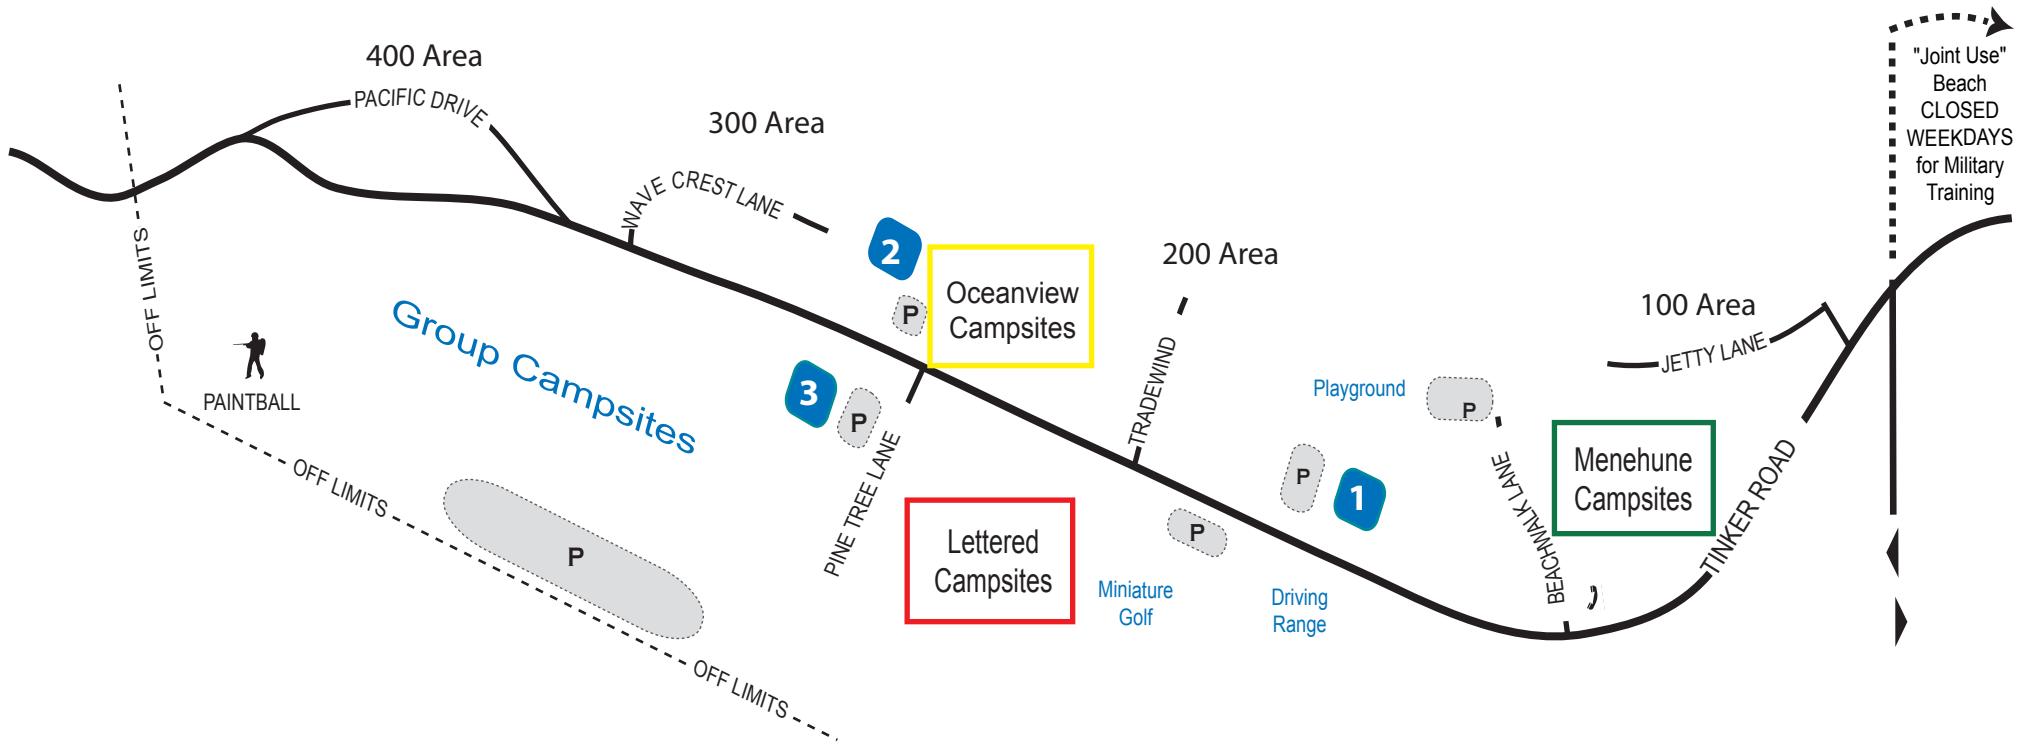 400 Area
PACIFIC DRIVE
300 Area
WAVE CREST LANE
2
Oceanview
Campsites
P
200 Area
TRADEWIND
100 Area
JETTY LANE
"Joint Use"
Beach
CLOSED
WEEKDAYS
for Military
Training
OFF LIMITS
PAINTBALL
Group Campsites
3
P
PINE TREE LANE
Playground
P
P
1
BEACHWALK LANE
Menehune
Campsites
TINKER ROAD
OFF LIMITS
P
Lettered
Campsites
P
Miniature
Golf
Driving
Range
OFF LIMITS